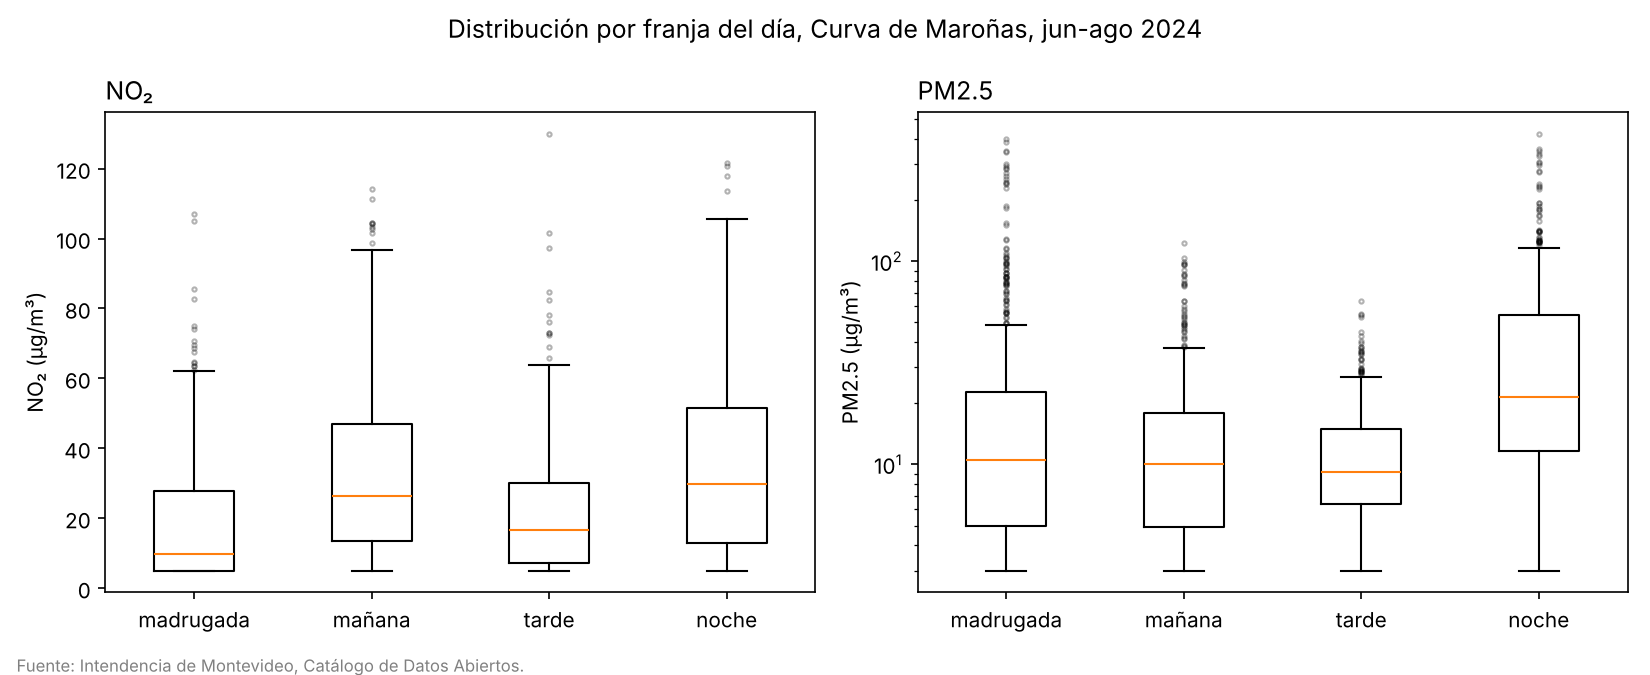 Distribución por franja del día, Curva de Maroñas, jun-ago 2024
NO₂
NO₂ (µg/m³)
120
100
80
60
40
20
0
madrugada mañana tarde noche
PM2.5
PM2.5 (µg/m³)
10²
10¹
madrugada mañana tarde noche
Fuente: Intendencia de Montevideo, Catálogo de Datos Abiertos.